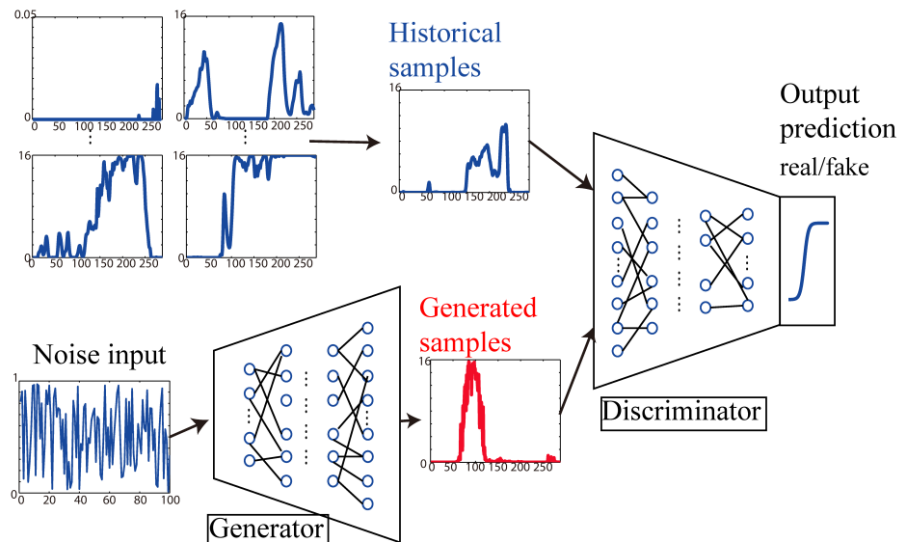 0.05
0
0 50 100 150 200 250
16
0
0 50 100 150 200 250
Historical
samples
16
0
0 50 100 150 200 250
16
0
0 50 100 150 200 250
16
0
0 50 100 150 200 250
Output
prediction
real/fake
Noise input
1
0
0 20 40 60 80 100
Generator
Generated
samples
16
0
0 50 100 150 200 250
Discriminator